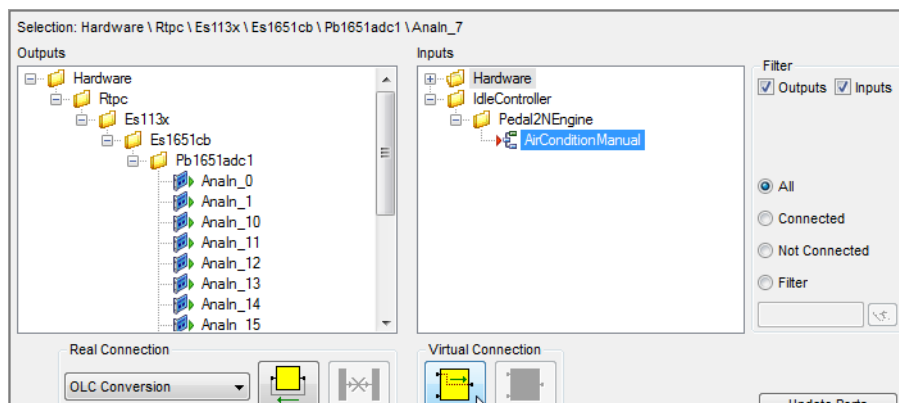 Selection: Hardware \ Rtpc \ Es113x \ Es1651cb \ Pb1651adc1 \ AnaIn_7
Outputs
Hardware
Rtpc
Es113x
Es1651cb
Pb1651adc1
AnaIn_0
AnaIn_1
AnaIn_10
AnaIn_11
AnaIn_12
AnaIn_13
AnaIn_14
AnaIn_15
Inputs
Hardware
IdleController
Pedal2NEngine
AirConditionManual
Filter
Outputs Inputs
All
Connected
Not Connected
Filter
Real Connection
OLC Conversion
Virtual Connection
Update Ports